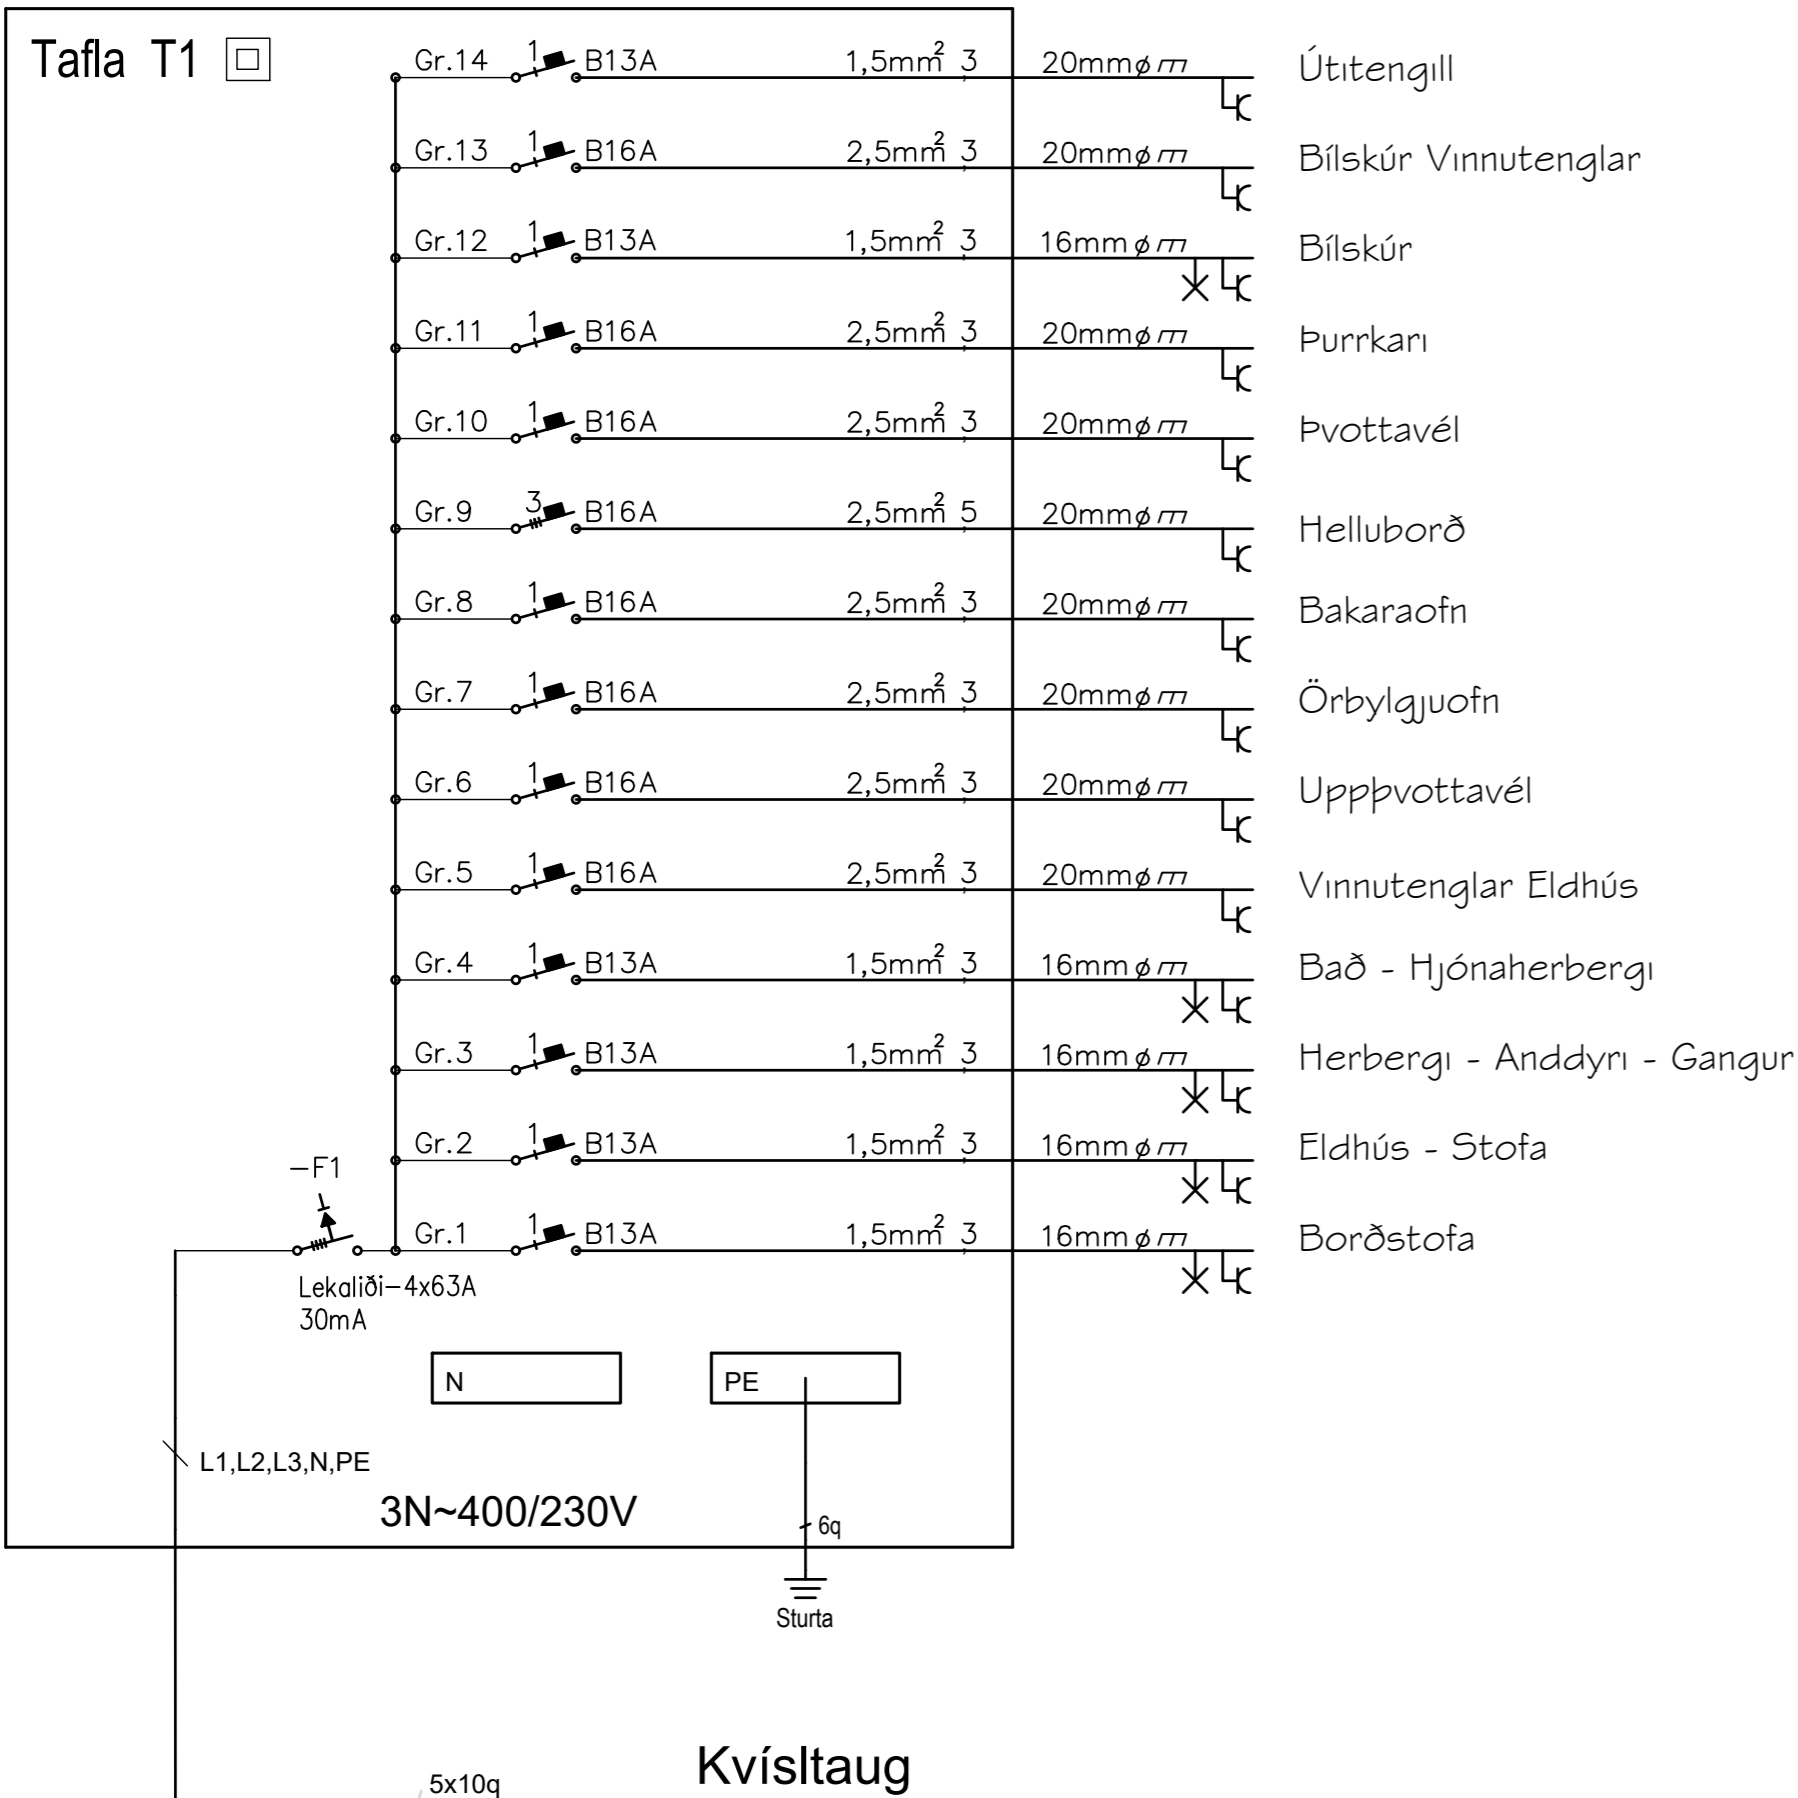 Tafla T1
Gr.14 1 B13A 1,5mm² 3 20mmø Útitengill
Gr.13 1 B16A 2,5mm² 3 20mmø Bílskúr Vinnutenglar
Gr.12 1 B13A 1,5mm² 3 16mmø Bílskúr
Gr.11 1 B16A 2,5mm² 3 20mmø Þurrkari
Gr.10 1 B16A 2,5mm² 3 20mmø Þvottavél
Gr.9 3 B16A 2,5mm² 5 20mmø Helluborð
Gr.8 1 B16A 2,5mm² 3 20mmø Bakaraofn
Gr.7 1 B16A 2,5mm² 3 20mmø Örbylgjuofn
Gr.6 1 B16A 2,5mm² 3 20mmø Uppþvottavél
Gr.5 1 B16A 2,5mm² 3 20mmø Vinnutenglar Eldhús
Gr.4 1 B13A 1,5mm² 3 16mmø Bað - Hjónaherbergi
Gr.3 1 B13A 1,5mm² 3 16mmø Herbergi - Anddyri - Gangur
Gr.2 1 B13A 1,5mm² 3 16mmø Eldhús - Stofa
-F1
Gr.1 1 B13A 1,5mm² 3 16mmø Borðstofa
Lekaliði-4x63A
30mA
N PE
L1,L2,L3,N,PE
3N~400/230V
6q
Sturta
Kvísltaug
5x10q